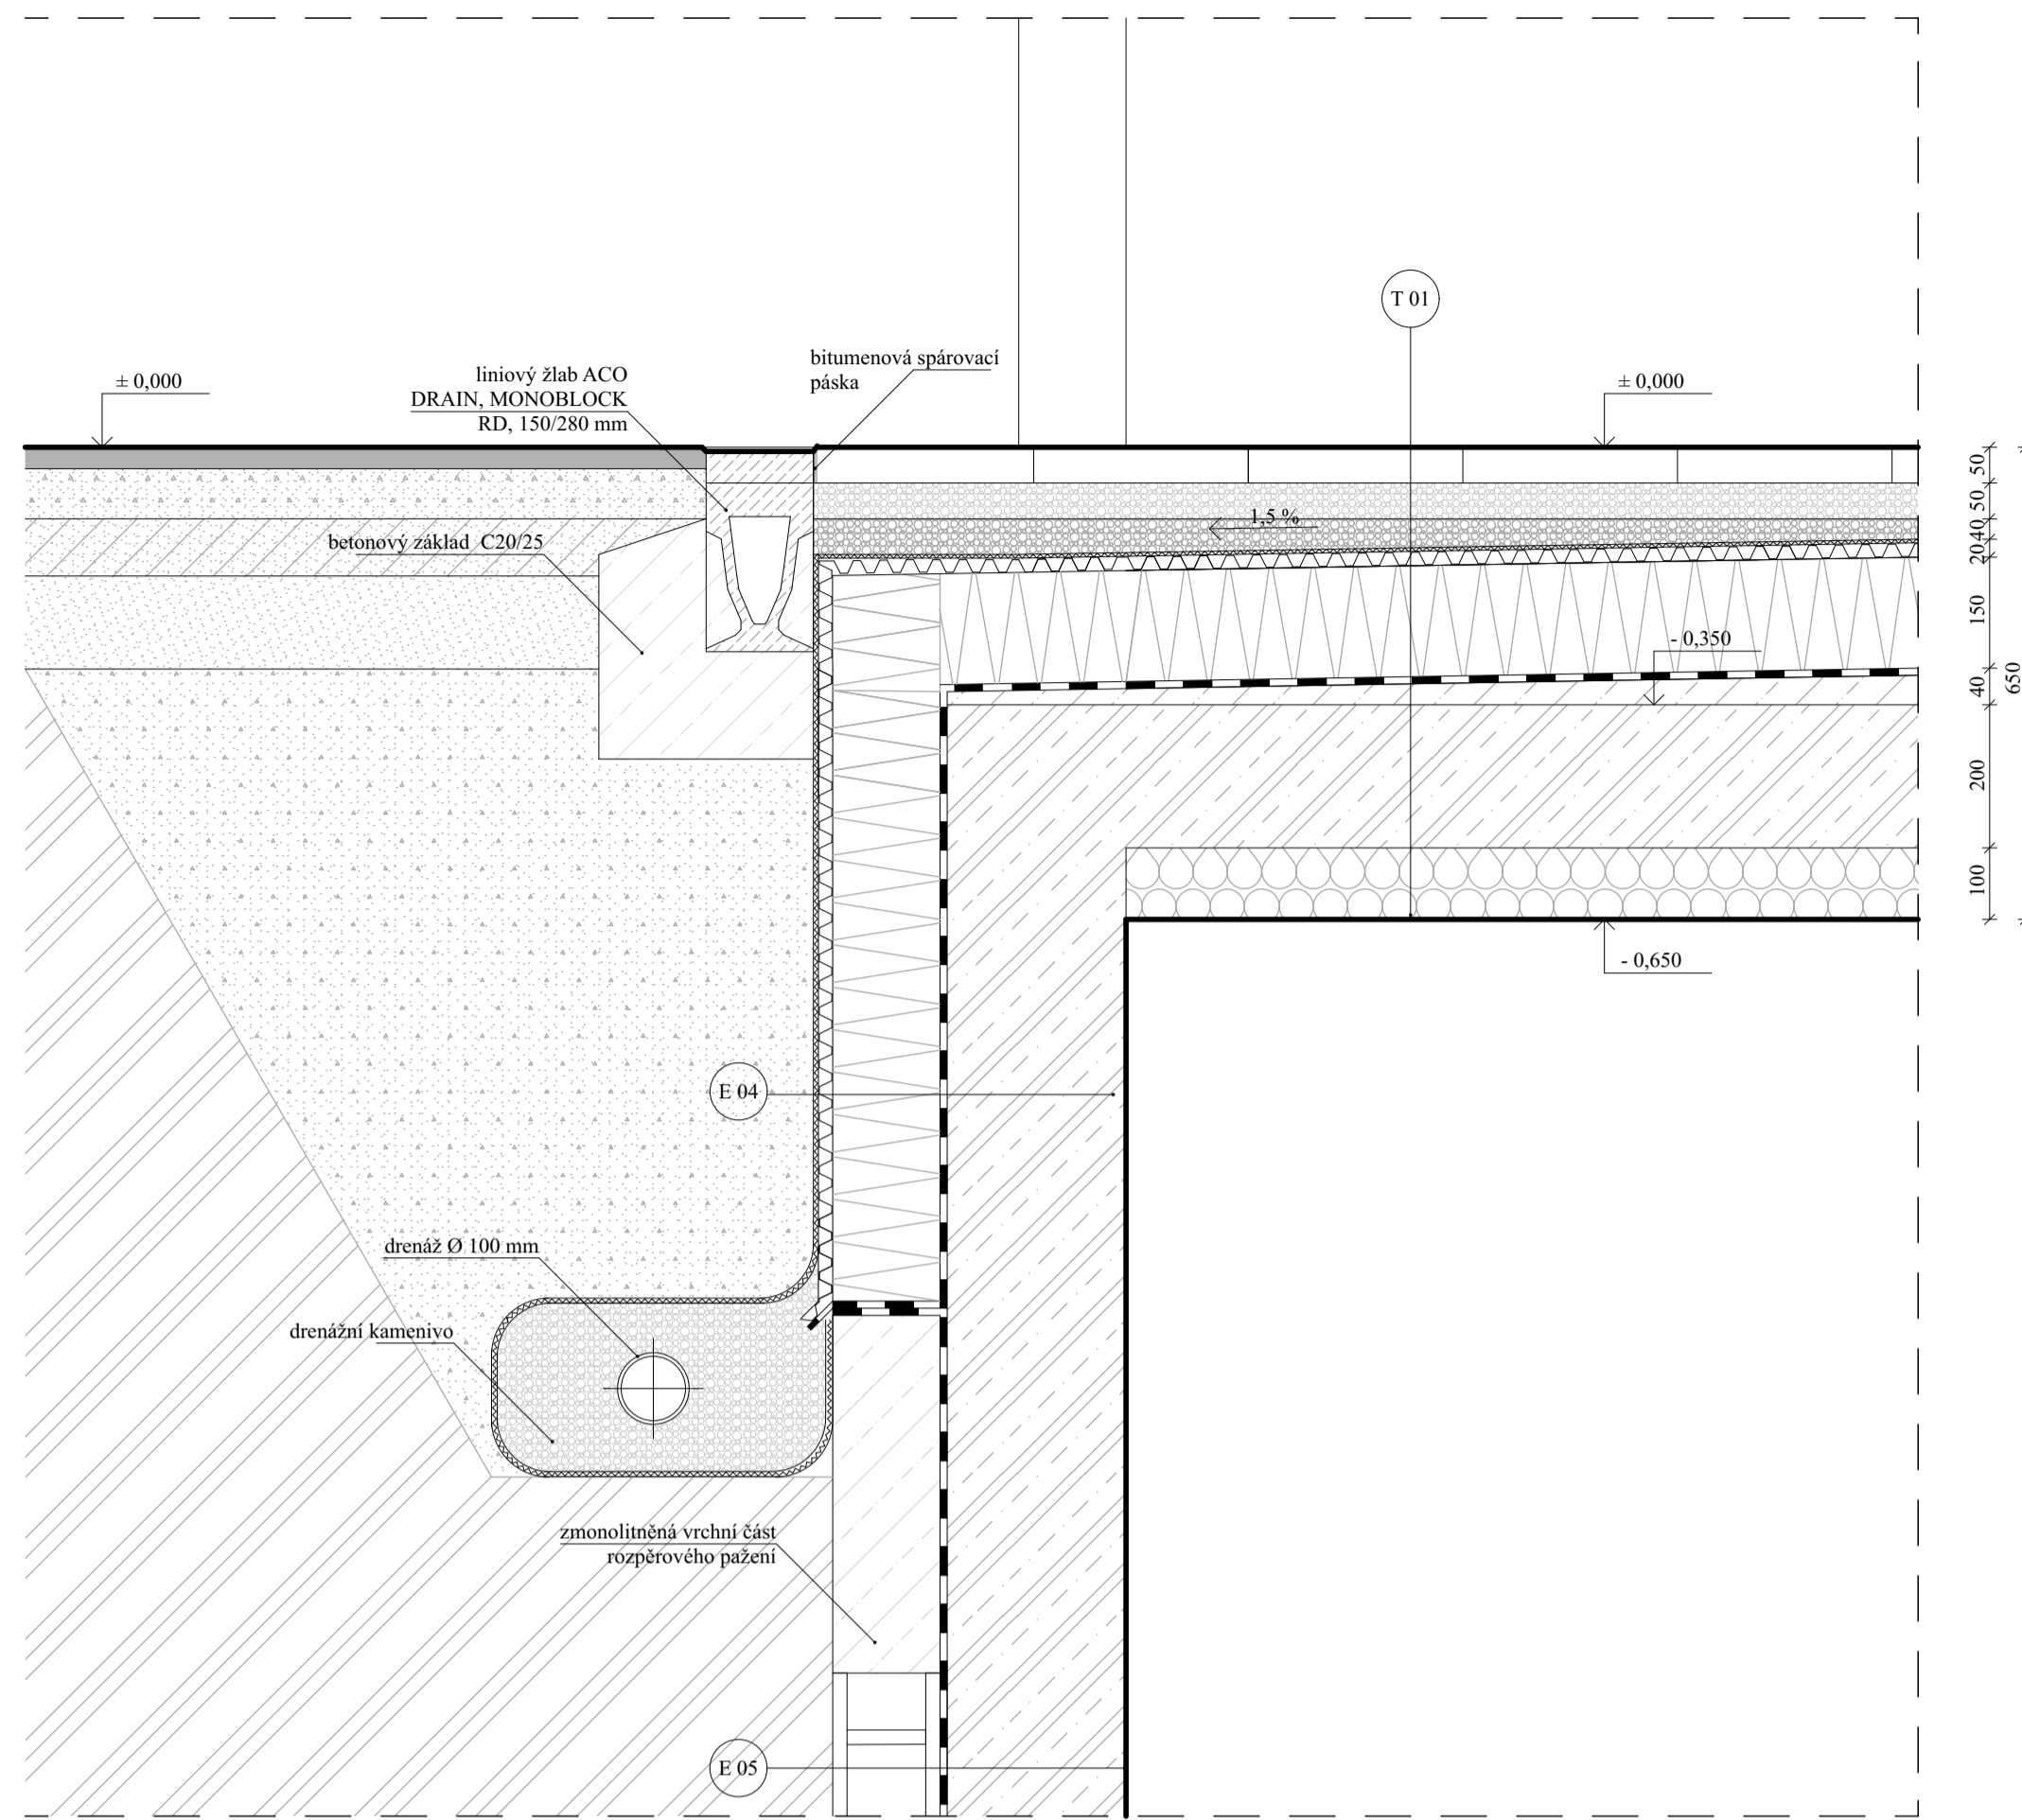 T 01
bitumenová spárovací
páska
liniový žlab ACO
DRAIN, MONOBLOCK
RD, 150/280 mm
± 0,000
± 0,000
betonový základ  C20/25
1,5 %
- 0,350
50
50
40
20
150
40
200
100
650
- 0,650
E 04
drenáž Ø 100 mm
drenážní kamenivo
zmonolitněná vrchní část
rozpěrového pažení
E 05